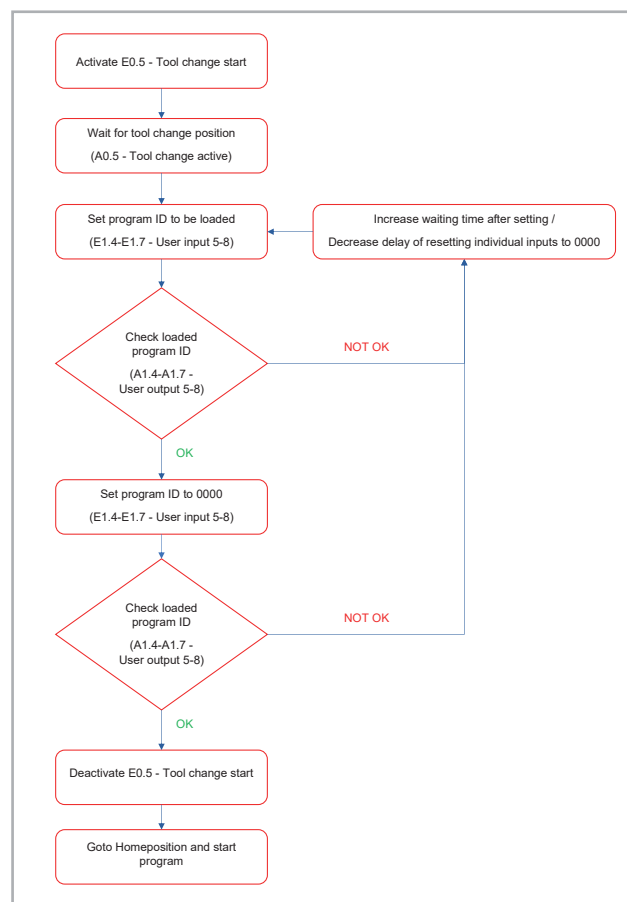 Activate E0.5 - Tool change start
Wait for tool change position
(A0.5 - Tool change active)
Set program ID to be loaded
(E1.4-E1.7 - User input 5-8)
Increase waiting time after setting /
Decrease delay of resetting individual inputs to 0000
Check loaded
program ID
(A1.4-A1.7 -
User output 5-8)
NOT OK
OK
Set program ID to 0000
(E1.4-E1.7 - User input 5-8)
Check loaded
program ID
(A1.4-A1.7 -
User output 5-8)
NOT OK
OK
Deactivate E0.5 - Tool change start
Goto Homeposition and start
program